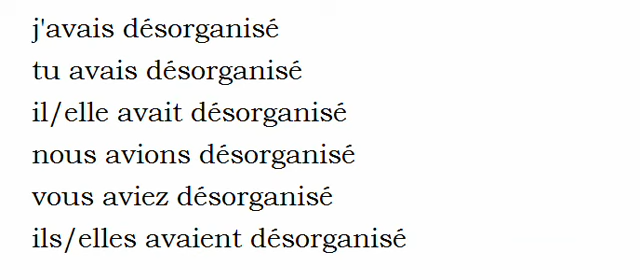 j'avais désorganisé
tu avais désorganisé
il/elle avait désorganisé
nous avions désorganisé
vous aviez désorganisé
ils/elles avaient désorganisé